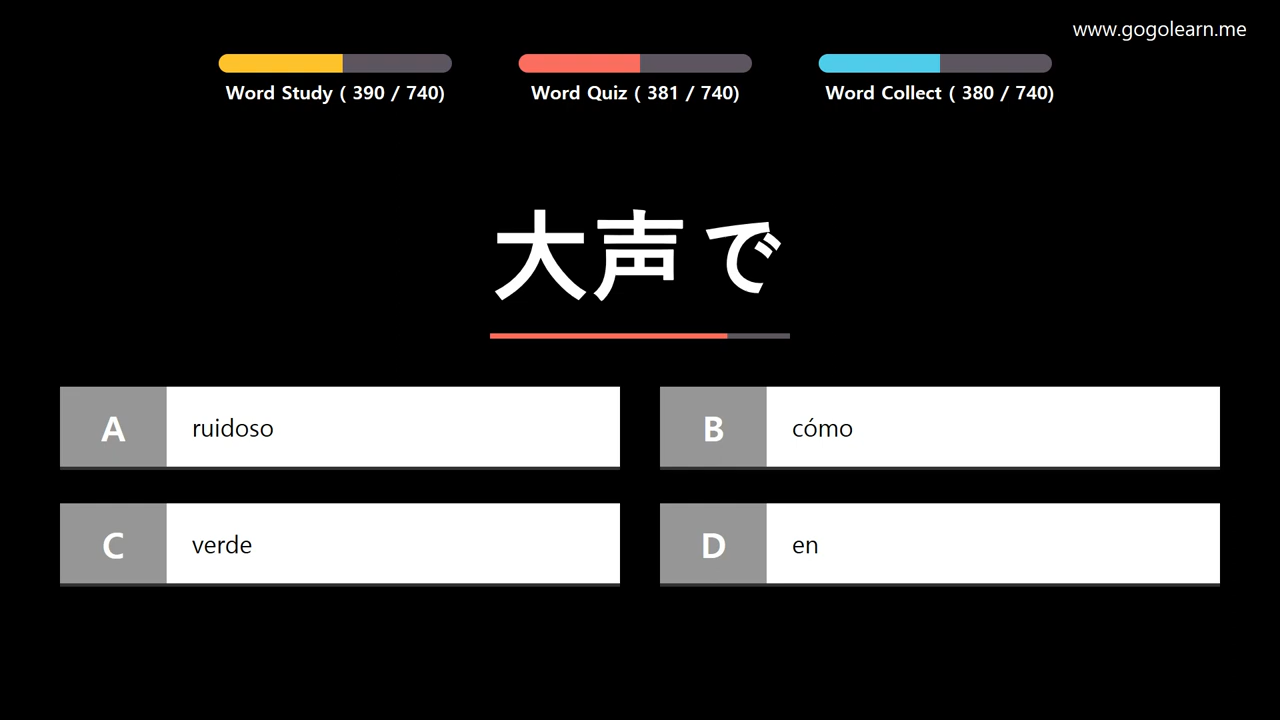 www.gogolearn.me
Word Study ( 390 / 740)
Word Quiz ( 381 / 740)
Word Collect ( 380 / 740)
大声で
A ruidoso
B cómo
C verde
D en